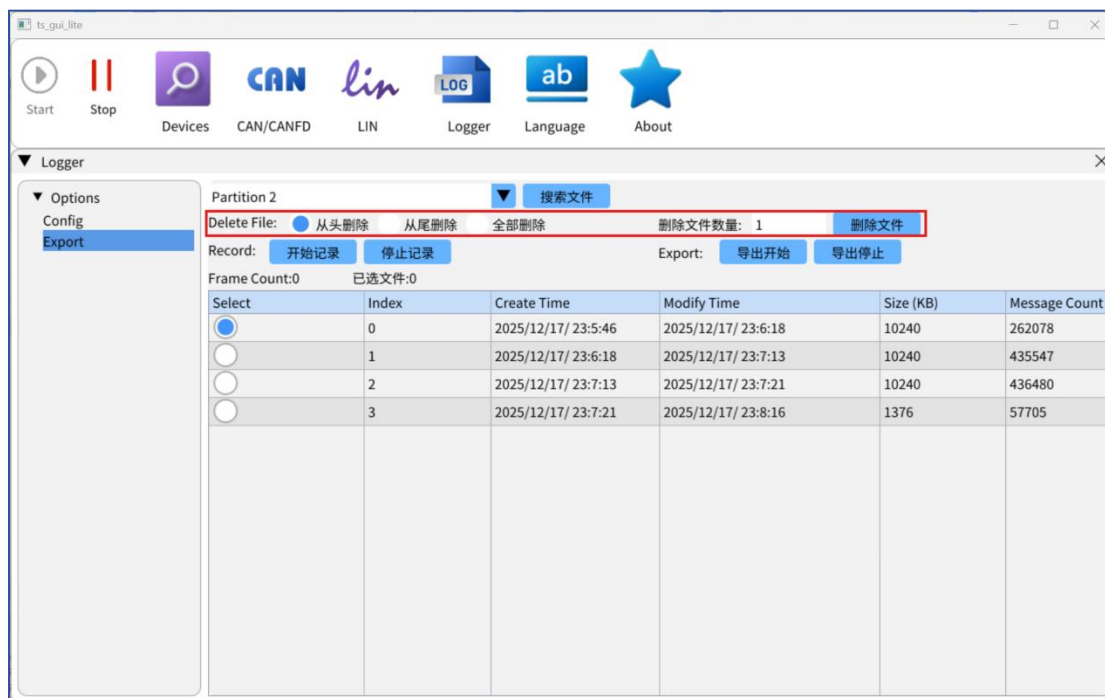 ts_gui_lite
CAN lin LOG ab
Start Stop Devices CAN/CANFD LIN Logger Language About
▼ Logger
▼ Options
Config
Export
Partition 2 ▼ 搜索文件
Delete File: 从头删除 从尾删除 全部删除 删除文件数量: 1 删除文件
Record: 开始记录 停止记录 Export: 导出开始 导出停止
Frame Count:0 已选文件:0
Select Index Create Time Modify Time Size (KB) Message Count
0 2025/12/17/ 23:5:46 2025/12/17/ 23:6:18 10240 262078
1 2025/12/17/ 23:6:18 2025/12/17/ 23:7:13 10240 435547
2 2025/12/17/ 23:7:13 2025/12/17/ 23:7:21 10240 436480
3 2025/12/17/ 23:7:21 2025/12/17/ 23:8:16 1376 57705